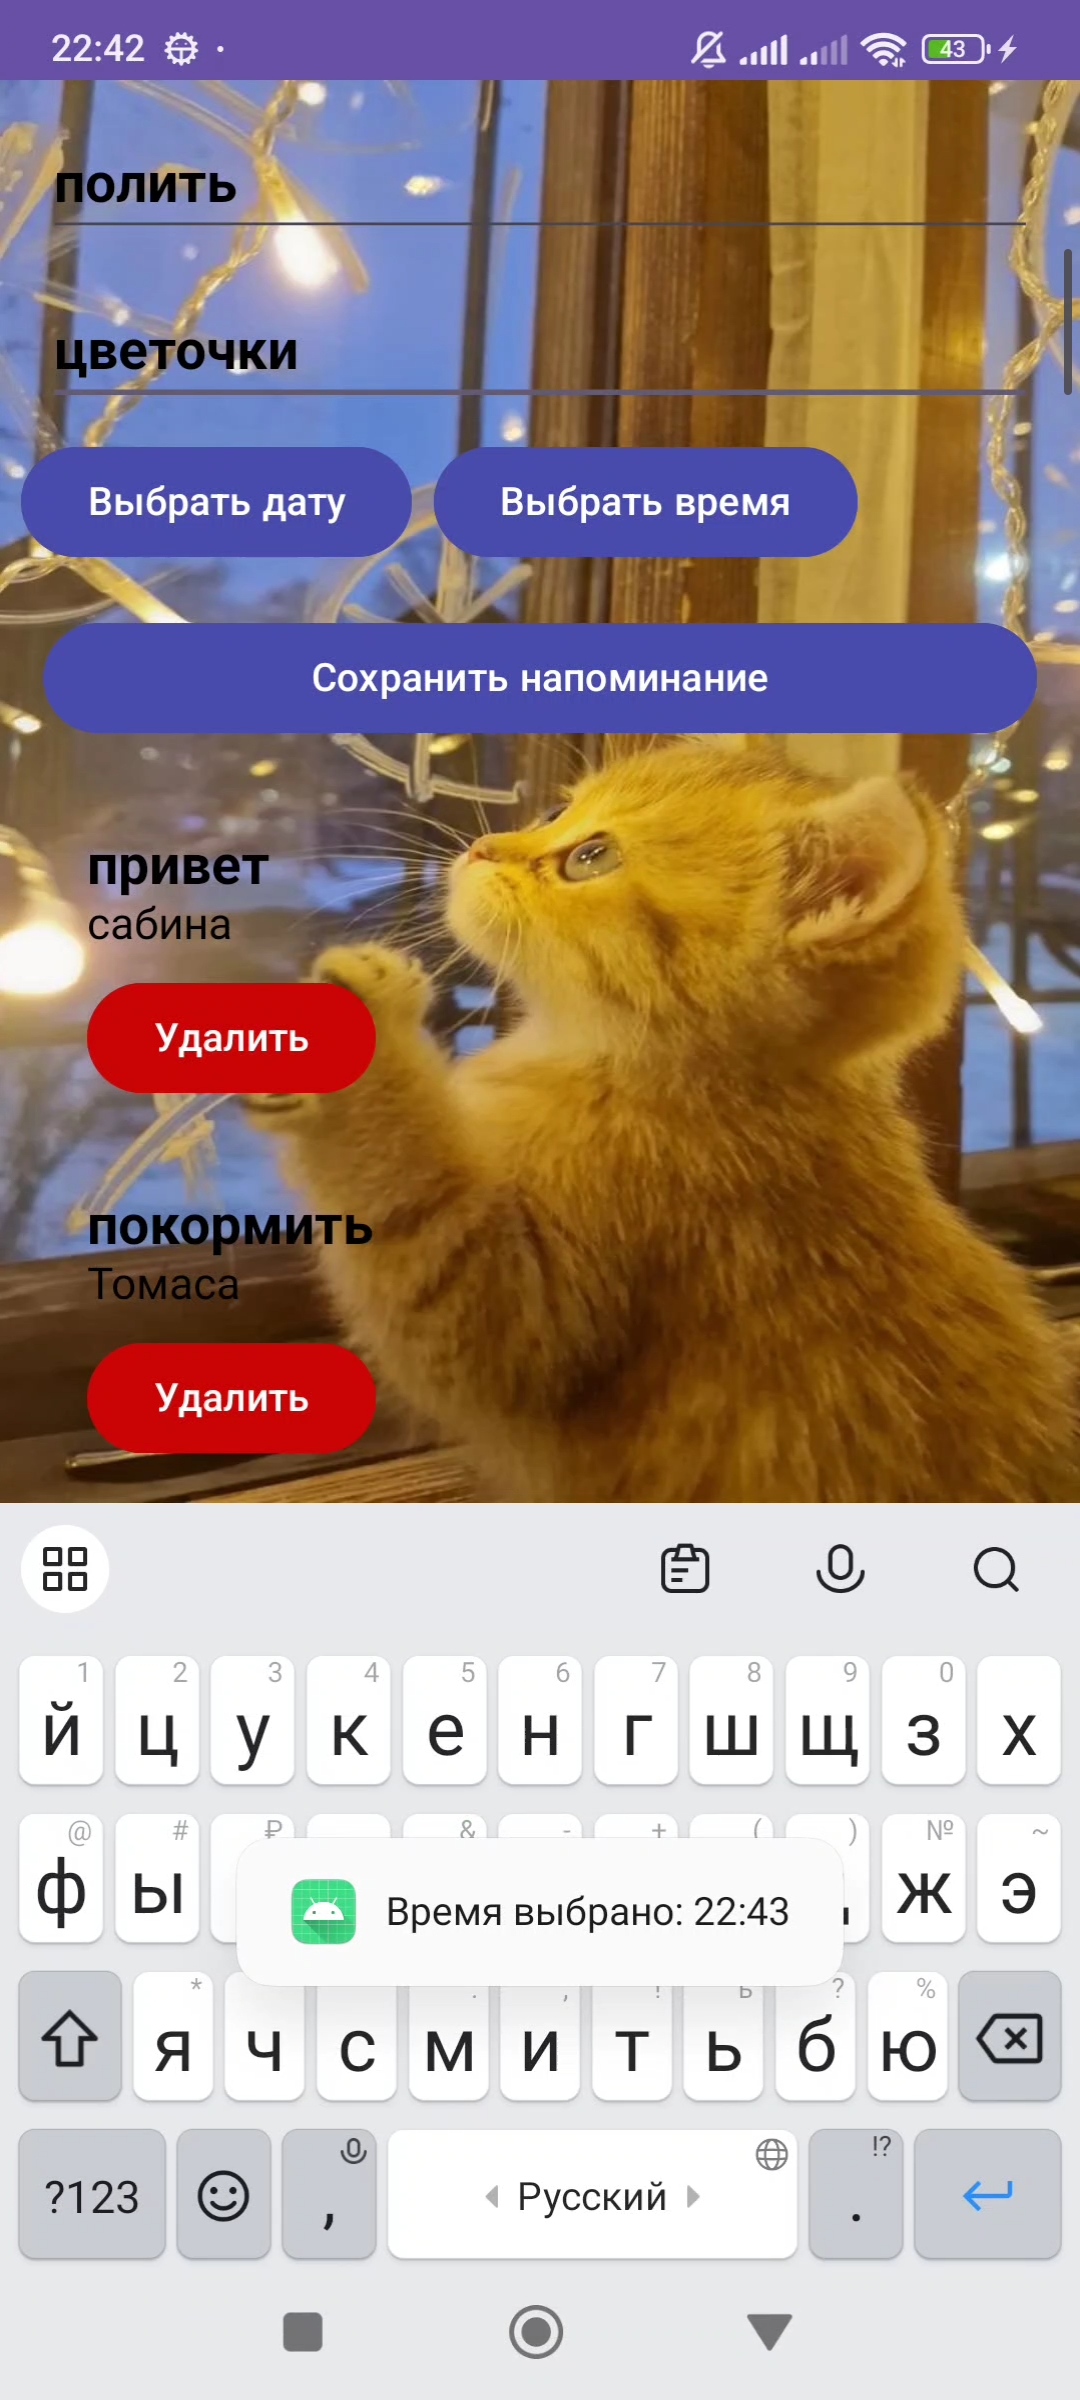 22:42
43
полить
цветочки
Выбрать дату
Выбрать время
Сохранить напоминание
привет
сабина
Удалить
покормить
Томаса
Удалить
1 2 3 4 5 6 7 8 9 0
й ц у к е н г ш щ з х
@ # ₽ & - + ( ) № ~
ф ы ж э
Время выбрано: 22:43
* ? %
я ч с м и т ь б ю
!?
?123 , Русский .